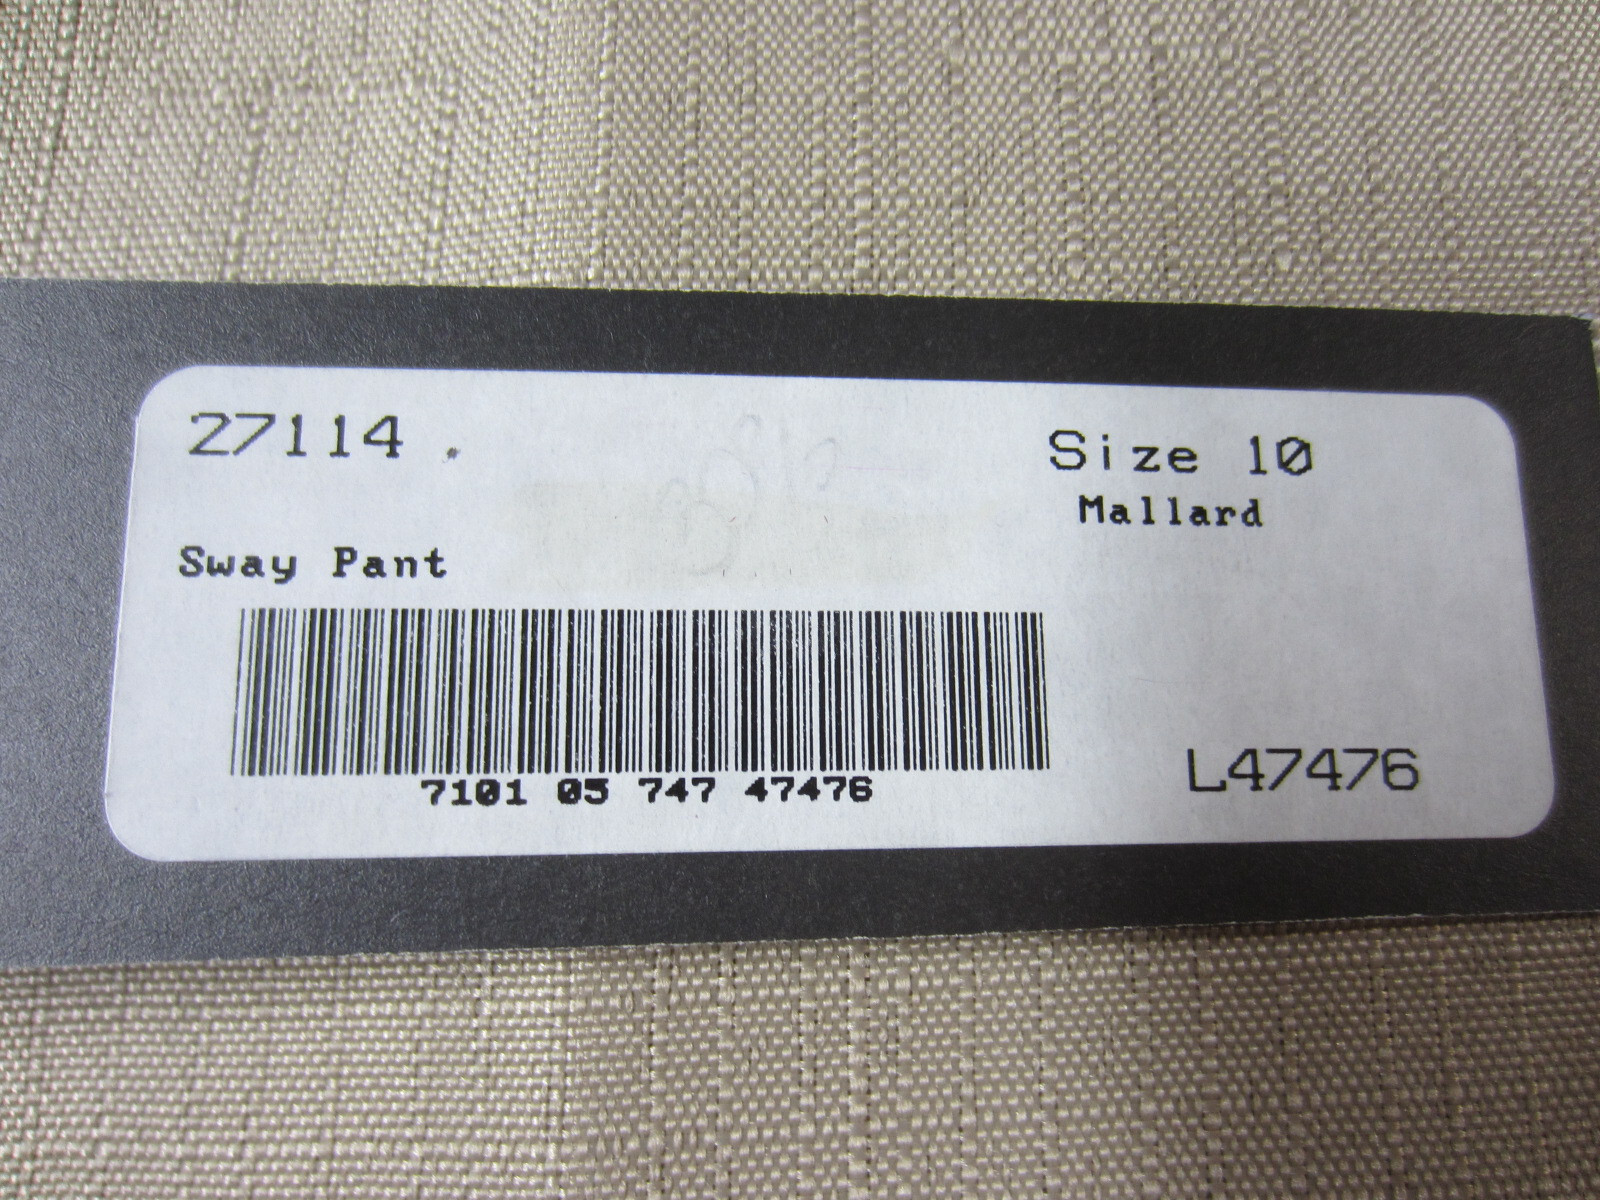 27114 .
Size 10
Mallard
Sway Pant
7101 05 747 47476
L47476